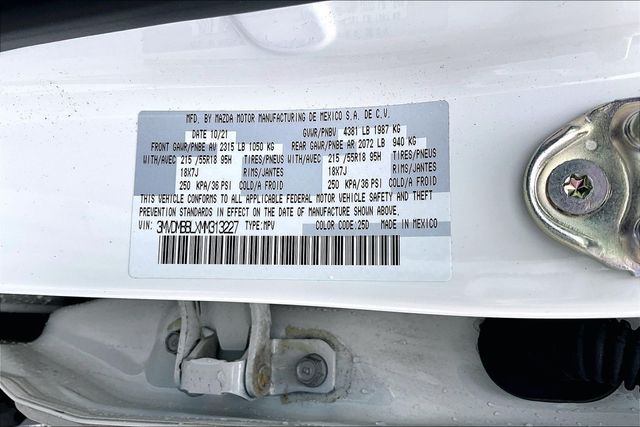 MFD. BY MAZDA MOTOR MANUFACTURING DE MEXICO S.A. DE C.V.
DATE 10/21 GVWR/PNBV 4381 LB 1987 KG
FRONT GAWR/PNBE AV 2315 LB 1050 KG REAR GAWR/PNBE AR 2072 LB 940 KG
WITH/AVEC 215 /55R18 95H TIRES/PNEUS WITH/AVEC 215 /55R18 95H TIRES/PNEUS
18X7J RIMS/JANTES 18X7J RIMS/JANTES
250 KPA/36 PSI COLD/A FROID 250 KPA/36 PSI COLD/A FROID
THIS VEHICLE CONFORMS TO ALL APPLICABLE FEDERAL MOTOR VEHICLE SAFETY AND THEFT
PREVENTION STANDARDS IN EFFECT ON THE DATE OF MANUFACTURE SHOWN ABOVE.
VIN: TYPE:MPV COLOR CODE:25D MADE IN MEXICO